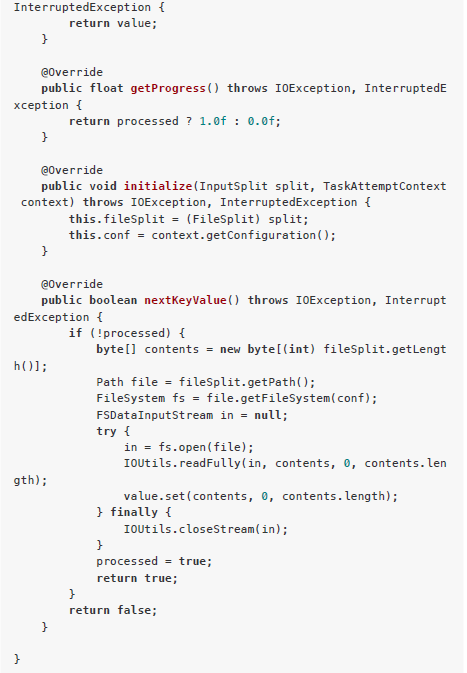 InterruptedException {
        return value;
    }

    @Override
    public float getProgress() throws IOException, InterruptedE
xception {
        return processed ? 1.0f : 0.0f;
    }

    @Override
    public void initialize(InputSplit split, TaskAttemptContext
 context) throws IOException, InterruptedException {
        this.fileSplit = (FileSplit) split;
        this.conf = context.getConfiguration();
    }

    @Override
    public boolean nextKeyValue() throws IOException, Interrupt
edException {
        if (!processed) {
            byte[] contents = new byte[(int) fileSplit.getLengt
h()];
            Path file = fileSplit.getPath();
            FileSystem fs = file.getFileSystem(conf);
            FSDataInputStream in = null;
            try {
                in = fs.open(file);
                IOUtils.readFully(in, contents, 0, contents.len
gth);
                value.set(contents, 0, contents.length);
            } finally {
                IOUtils.closeStream(in);
            }
            processed = true;
            return true;
        }
        return false;
    }

}